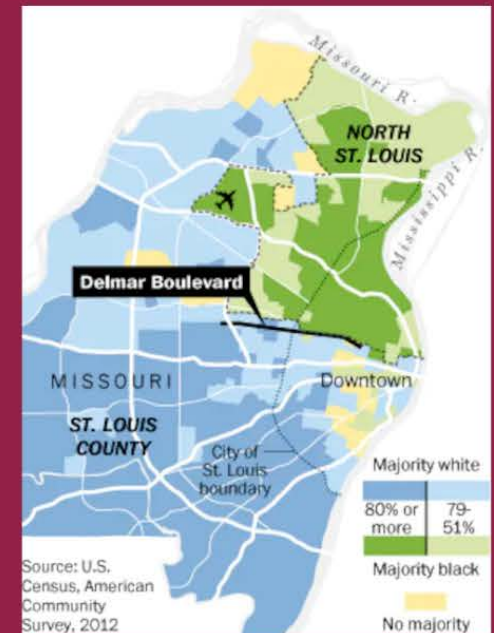 Missouri R.
NORTH
ST. LOUIS
Mississippi R.
Delmar Boulevard
MISSOURI
Downtown
ST. LOUIS
COUNTY
City of
St. Louis
boundary
Majority white
80% or
more
79-
51%
Majority black
No majority
Source: U.S.
Census, American
Community
Survey, 2012